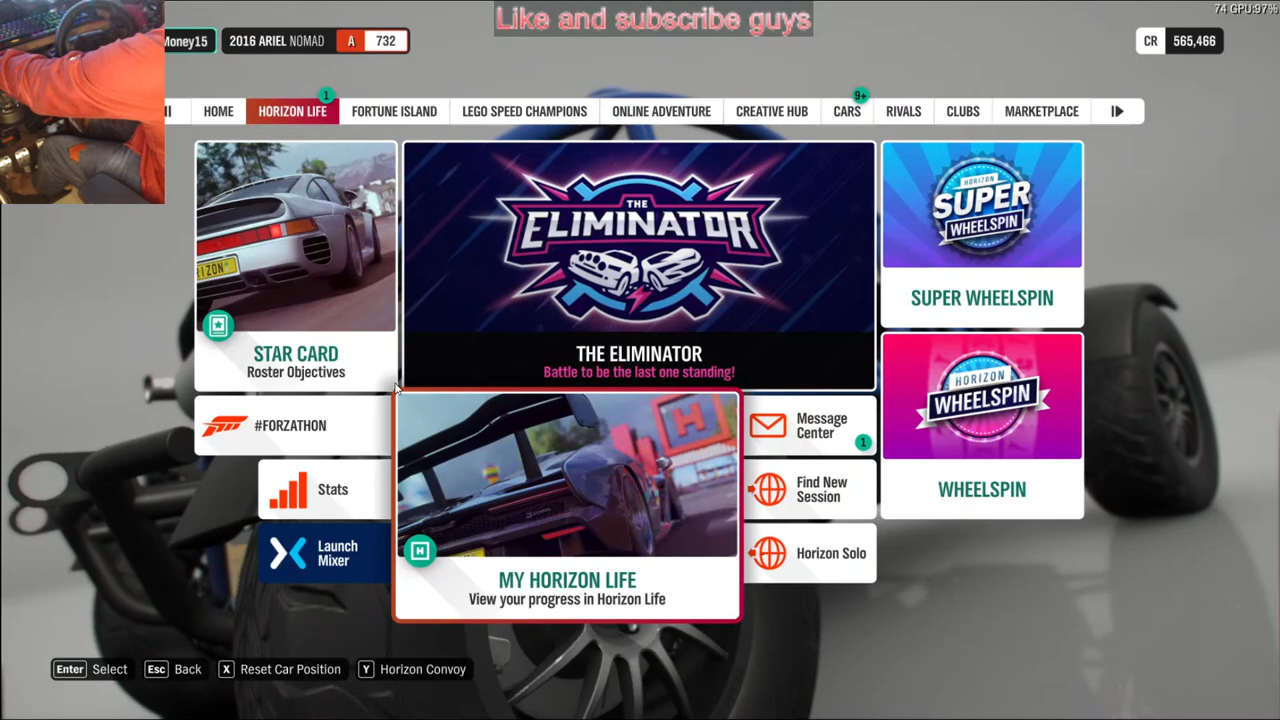 Like and subscribe guys
74 GPU:97%
Money15
2016 ARIEL NOMAD A 732
CR 565,466
HOME
HORIZON LIFE 1
FORTUNE ISLAND
LEGO SPEED CHAMPIONS
ONLINE ADVENTURE
CREATIVE HUB
CARS 9+
RIVALS
CLUBS
MARKETPLACE
IZON
STAR CARD
Roster Objectives
THE
ELIMINATOR
THE ELIMINATOR
Battle to be the last one standing!
HORIZON
SUPER
WHEELSPIN
SUPER WHEELSPIN
#FORZATHON
Stats
Launch
Mixer
H
H
MY HORIZON LIFE
View your progress in Horizon Life
Message
Center
1
Find New
Session
Horizon Solo
HORIZON
WHEELSPIN
WHEELSPIN
Enter Select
Esc Back
X Reset Car Position
Y Horizon Convoy